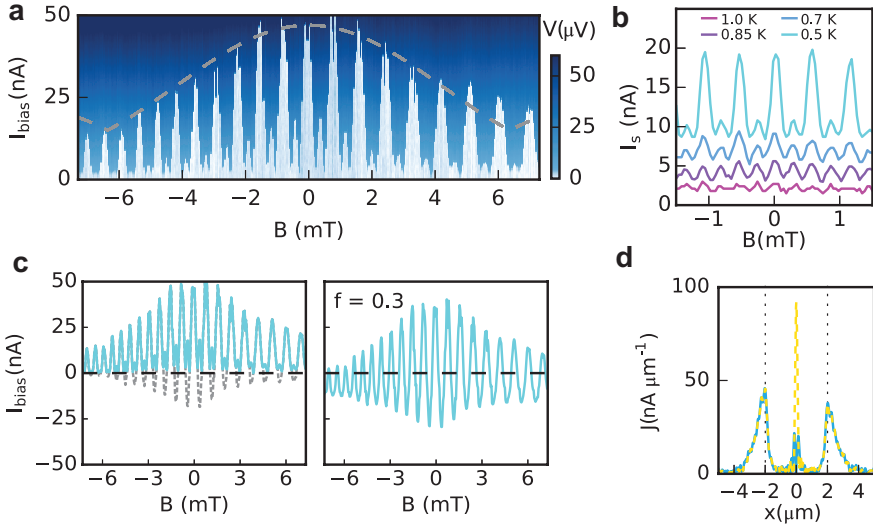 a
I_bias (nA)
50
25
0
−6 −4 −2 0 2 4 6
B (mT)
V(μV)
50
25
0
b
1.0 K 0.7 K
0.85 K 0.5 K
I_s (nA)
25
20
15
10
5
0
−1 0 1
B(mT)
c
I_bias(nA)
50
25
0
−25
−50
−6 −3 0 3 6
B (mT)
f = 0.3
−6 −3 0 3 6
B (mT)
d
J(nA μm⁻¹)
100
50
0
−4 −2 0 2 4
x(μm)